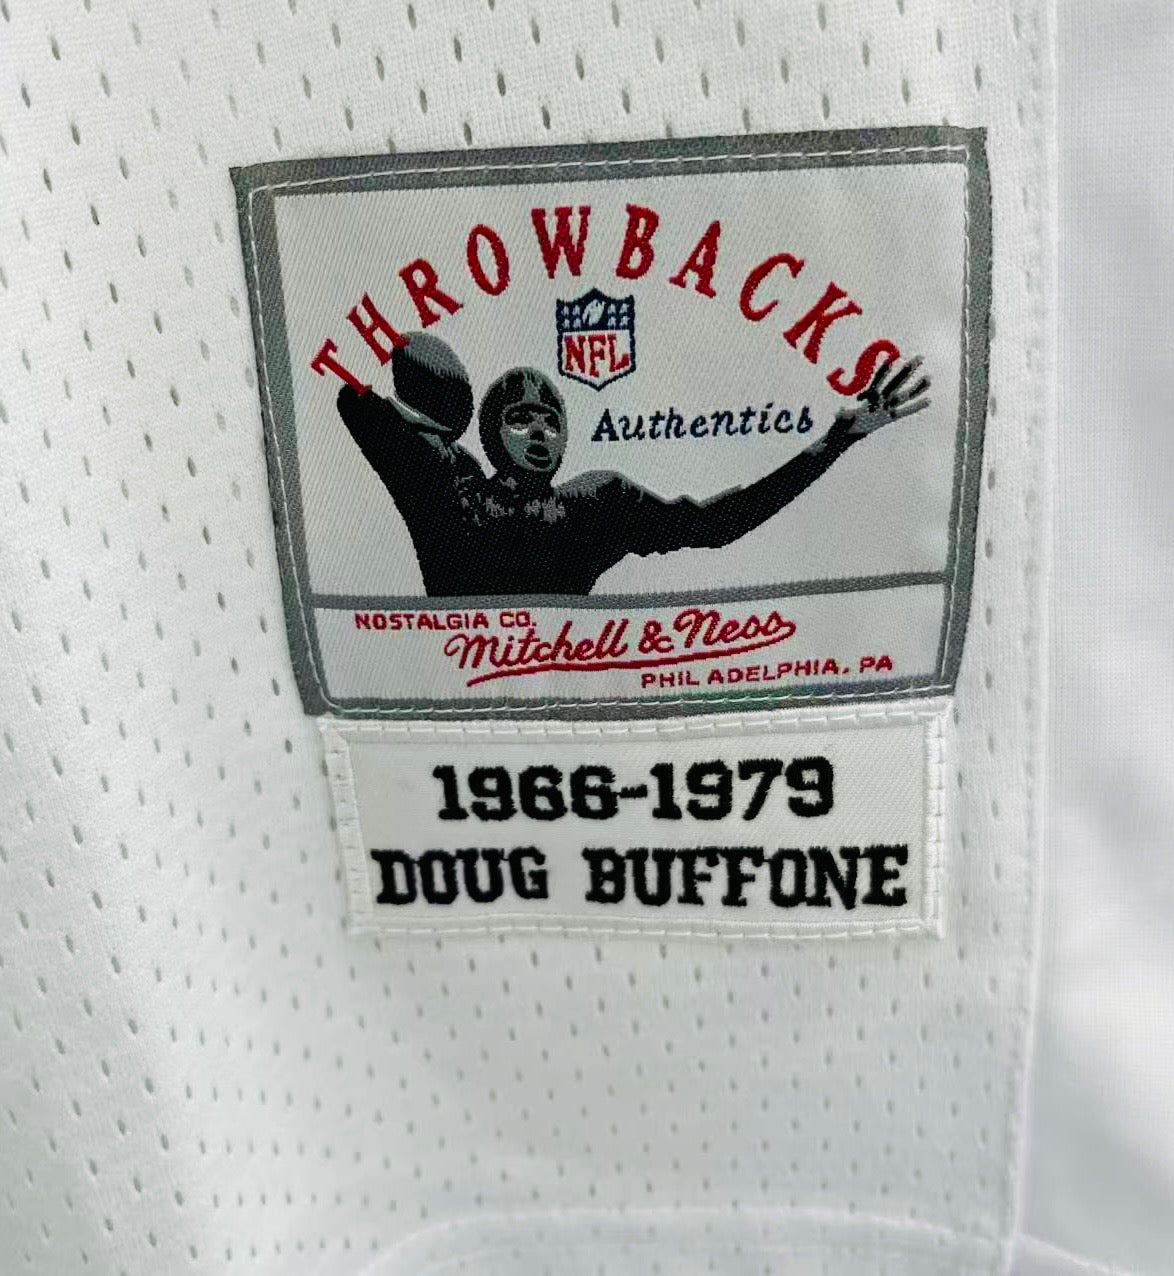 THROWBACKS
NFL
Authentics
NOSTALGIA CO.
Mitchell & Ness
PHILADELPHIA, PA
1966-1979
DOUG BUFFONE